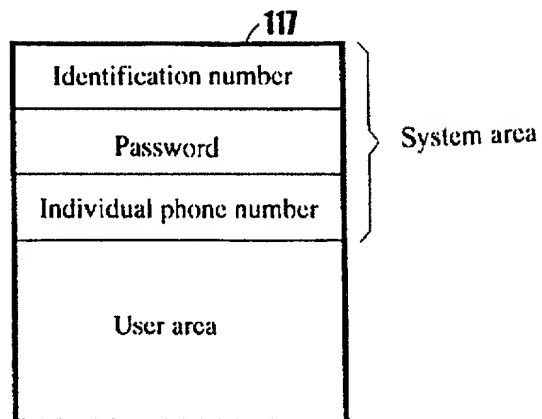 117
Identification number
Password
System area
Individual phone number
User area